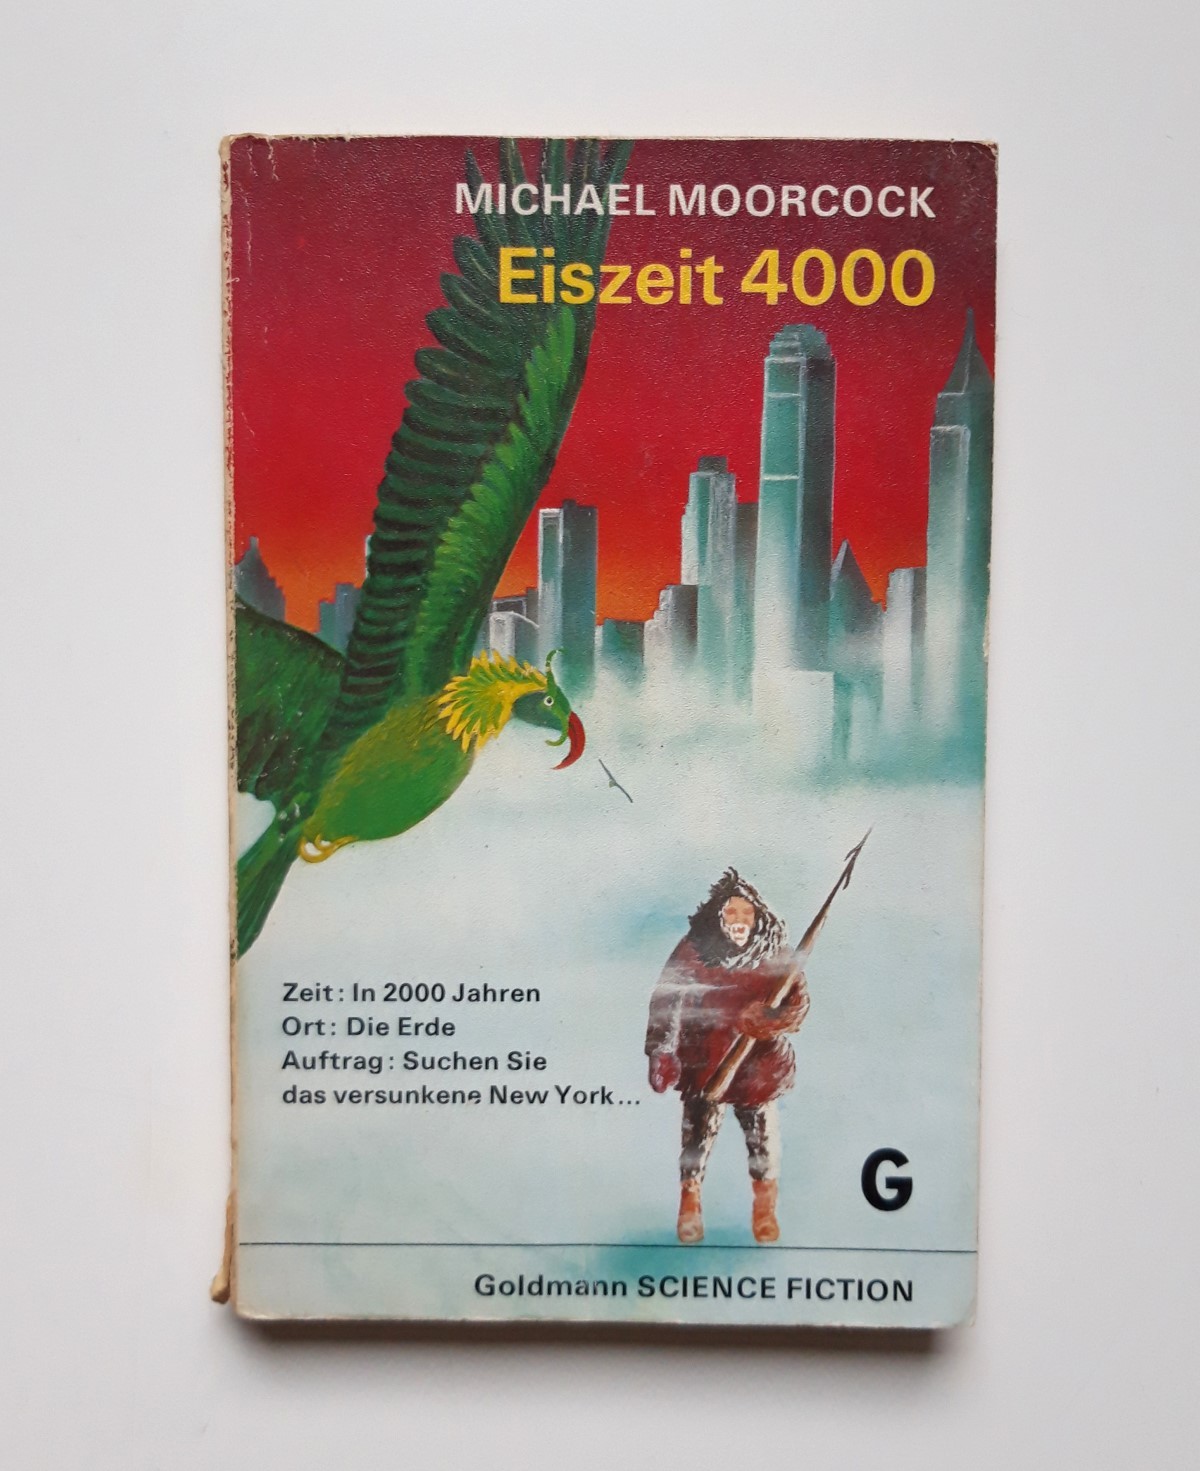 MICHAEL MOORCOCK
Eiszeit 4000
Zeit: In 2000 Jahren
Ort: Die Erde
Auftrag: Suchen Sie
das versunkene New York...
G
Goldmann SCIENCE FICTION